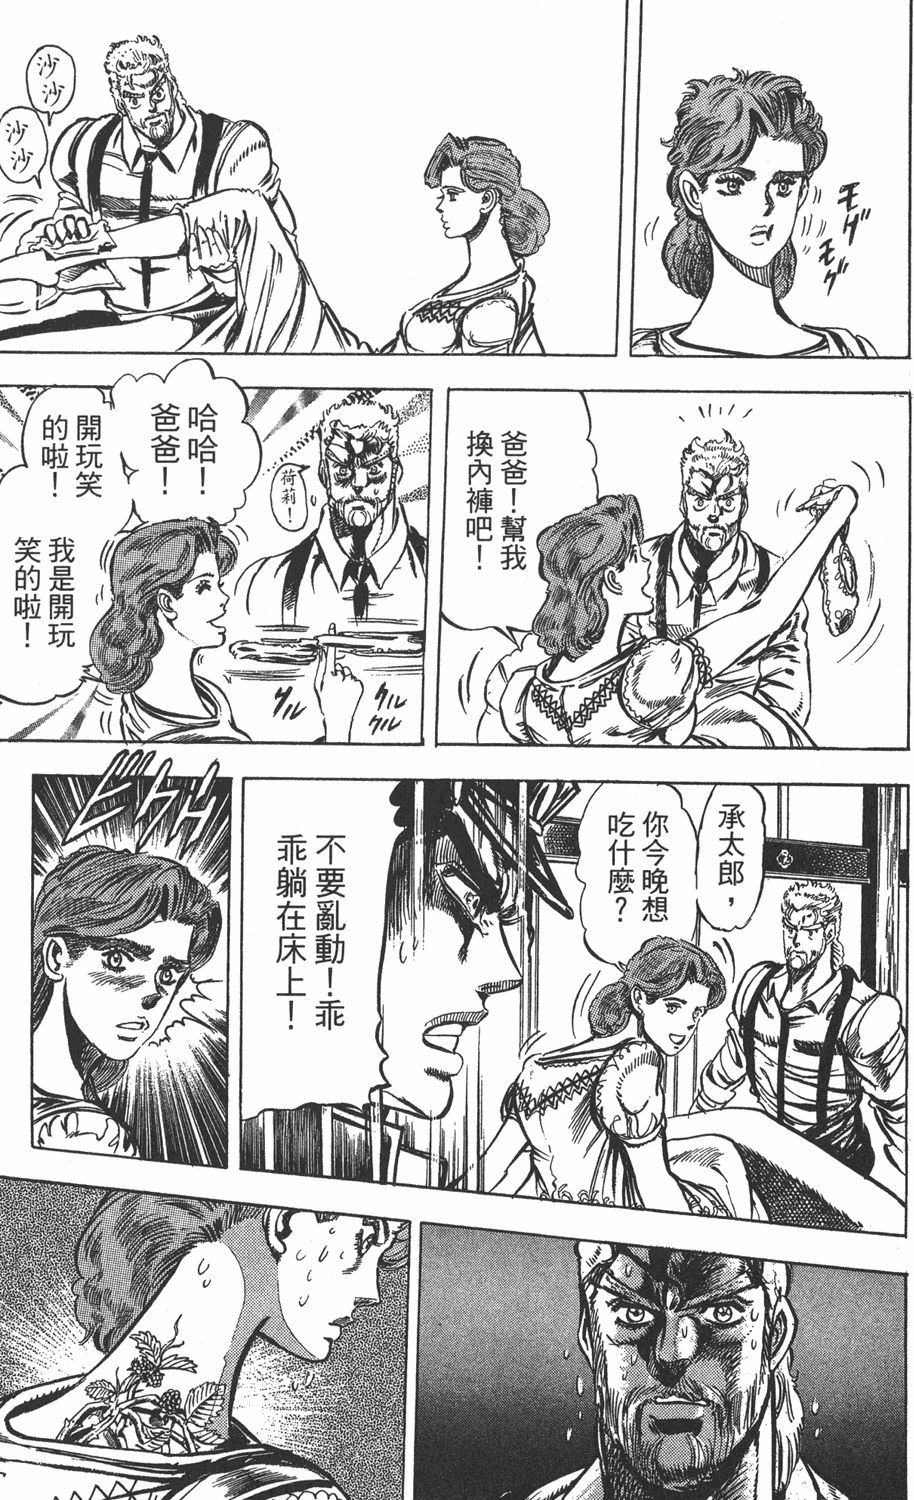 モグ
モグ
沙沙
沙沙
爸爸！幫我
換內褲吧！
荷莉！
哈哈！
爸爸！
開玩笑
的啦！
我是開玩
笑的啦！
クル
クル
クル
承太郎，
你今晚想
吃什麼？
不要亂動！乖
乖躺在床上！
ビクッ